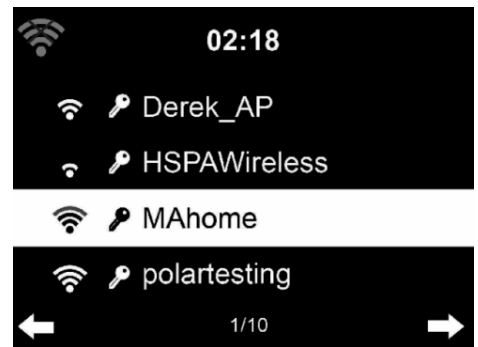 02:18
Derek_AP
HSPAWireless
MAhome
polartesting
1/10